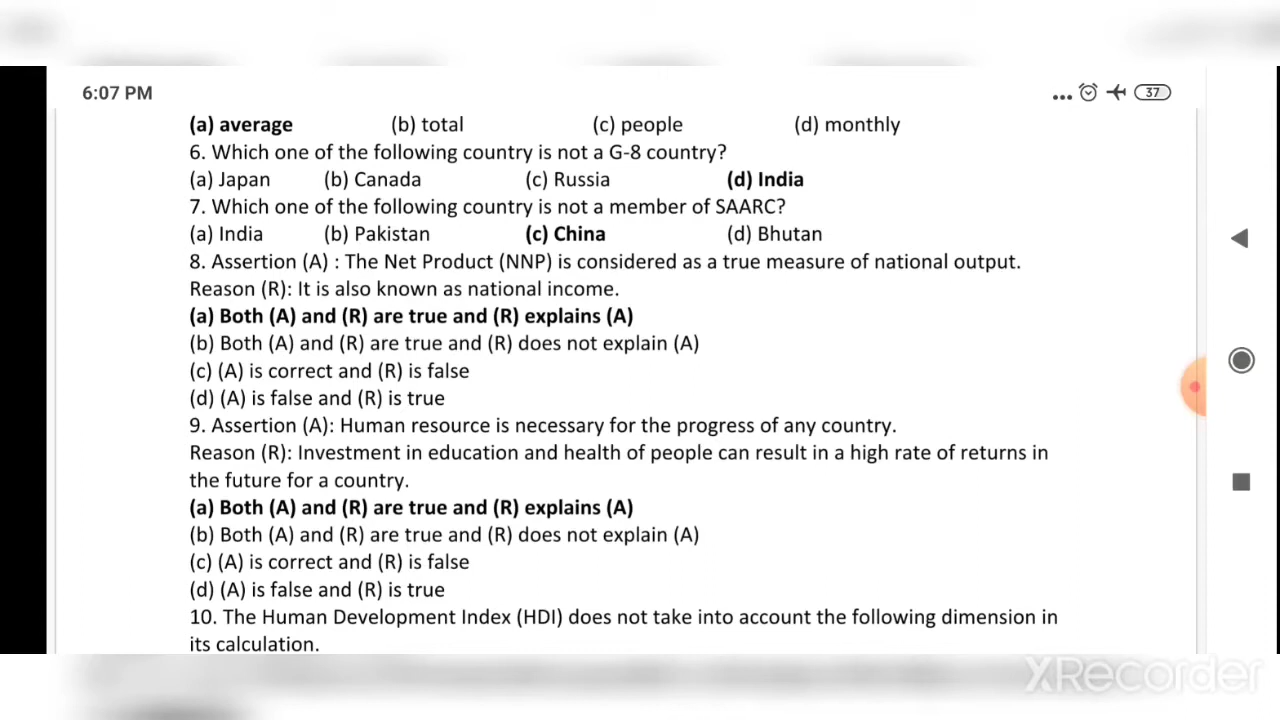 6:07 PM
37
(a) average (b) total (c) people (d) monthly
6. Which one of the following country is not a G-8 country?
(a) Japan (b) Canada (c) Russia (d) India
7. Which one of the following country is not a member of SAARC?
(a) India (b) Pakistan (c) China (d) Bhutan
8. Assertion (A) : The Net Product (NNP) is considered as a true measure of national output.
Reason (R): It is also known as national income.
(a) Both (A) and (R) are true and (R) explains (A)
(b) Both (A) and (R) are true and (R) does not explain (A)
(c) (A) is correct and (R) is false
(d) (A) is false and (R) is true
9. Assertion (A): Human resource is necessary for the progress of any country.
Reason (R): Investment in education and health of people can result in a high rate of returns in
the future for a country.
(a) Both (A) and (R) are true and (R) explains (A)
(b) Both (A) and (R) are true and (R) does not explain (A)
(c) (A) is correct and (R) is false
(d) (A) is false and (R) is true
10. The Human Development Index (HDI) does not take into account the following dimension in
its calculation.
XRecorder